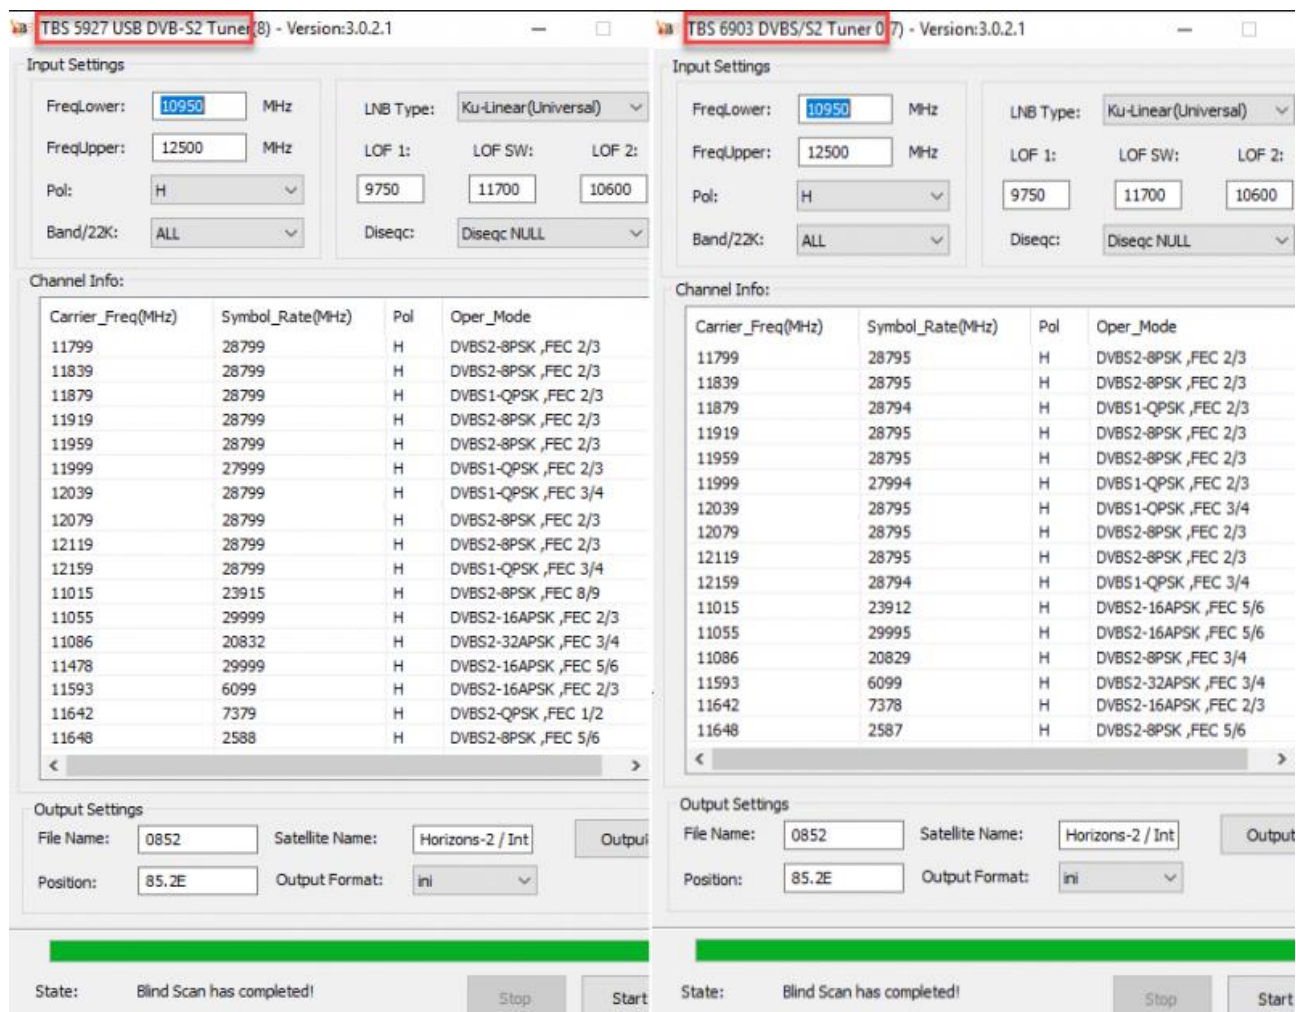 TBS 5927 USB DVB-S2 Tuner(8) - Version:3.0.2.1
Input Settings
FreqLower: 10950 MHz LNB Type: Ku-Linear(Universal)
FreqUpper: 12500 MHz LOF 1: LOF SW: LOF 2:
Pol: H 9750 11700 10600
Band/22K: ALL Diseqc: Diseqc NULL
Channel Info:
Carrier_Freq(MHz) Symbol_Rate(MHz) Pol Oper_Mode
11799 28799 H DVBS2-8PSK ,FEC 2/3
11839 28799 H DVBS2-8PSK ,FEC 2/3
11879 28799 H DVBS1-QPSK ,FEC 2/3
11919 28799 H DVBS2-8PSK ,FEC 2/3
11959 28799 H DVBS2-8PSK ,FEC 2/3
11999 27999 H DVBS1-QPSK ,FEC 2/3
12039 28799 H DVBS1-QPSK ,FEC 3/4
12079 28799 H DVBS2-8PSK ,FEC 2/3
12119 28799 H DVBS2-8PSK ,FEC 2/3
12159 28799 H DVBS1-QPSK ,FEC 3/4
11015 23915 H DVBS2-8PSK ,FEC 8/9
11055 29999 H DVBS2-16APSK ,FEC 2/3
11086 20832 H DVBS2-32APSK ,FEC 3/4
11478 29999 H DVBS2-16APSK ,FEC 5/6
11593 6099 H DVBS2-16APSK ,FEC 2/3
11642 7379 H DVBS2-QPSK ,FEC 1/2
11648 2588 H DVBS2-8PSK ,FEC 5/6
Output Settings
File Name: 0852 Satellite Name: Horizons-2 / Int Output
Position: 85.2E Output Format: ini
State: Blind Scan has completed! Stop Start
TBS 6903 DVBS/S2 Tuner 0(7) - Version:3.0.2.1
Input Settings
FreqLower: 10950 MHz LNB Type: Ku-Linear(Universal)
FreqUpper: 12500 MHz LOF 1: LOF SW: LOF 2:
Pol: H 9750 11700 10600
Band/22K: ALL Diseqc: Diseqc NULL
Channel Info:
Carrier_Freq(MHz) Symbol_Rate(MHz) Pol Oper_Mode
11799 28795 H DVBS2-8PSK ,FEC 2/3
11839 28795 H DVBS2-8PSK ,FEC 2/3
11879 28794 H DVBS1-QPSK ,FEC 2/3
11919 28795 H DVBS2-8PSK ,FEC 2/3
11959 28795 H DVBS2-8PSK ,FEC 2/3
11999 27994 H DVBS1-QPSK ,FEC 2/3
12039 28795 H DVBS1-QPSK ,FEC 3/4
12079 28795 H DVBS2-8PSK ,FEC 2/3
12119 28795 H DVBS2-8PSK ,FEC 2/3
12159 28794 H DVBS1-QPSK ,FEC 3/4
11015 23912 H DVBS2-16APSK ,FEC 5/6
11055 29995 H DVBS2-16APSK ,FEC 5/6
11086 20829 H DVBS2-8PSK ,FEC 3/4
11593 6099 H DVBS2-32APSK ,FEC 3/4
11642 7378 H DVBS2-16APSK ,FEC 2/3
11648 2587 H DVBS2-8PSK ,FEC 5/6
Output Settings
File Name: 0852 Satellite Name: Horizons-2 / Int Output
Position: 85.2E Output Format: ini
State: Blind Scan has completed! Stop Start